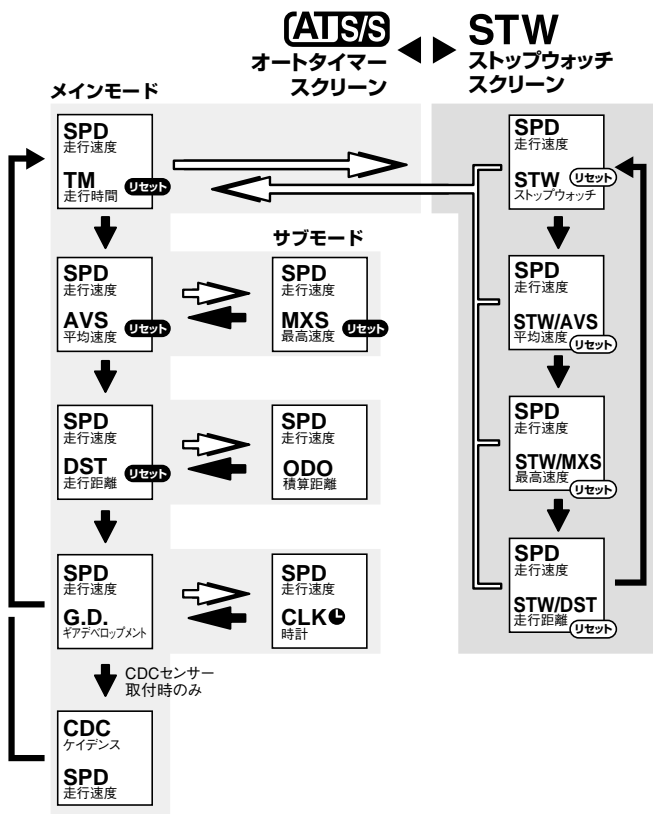 ATS/S
オートタイマー
スクリーン
STW
ストップウォッチ
スクリーン
メインモード
SPD
走行速度
TM
走行時間
リセット
SPD
走行速度
STW
リセット
ストップウォッチ
サブモード
SPD
走行速度
AVS
平均速度
リセット
SPD
走行速度
MXS
最高速度
リセット
SPD
走行速度
STW/AVS
平均速度
リセット
SPD
走行速度
DST
走行距離
リセット
SPD
走行速度
ODO
積算距離
SPD
走行速度
STW/MXS
最高速度
リセット
SPD
走行速度
G.D.
ギアデベロップメント
SPD
走行速度
CLK
時計
SPD
走行速度
STW/DST
走行距離
リセット
CDCセンサー
取付時のみ
CDC
ケイデンス
SPD
走行速度